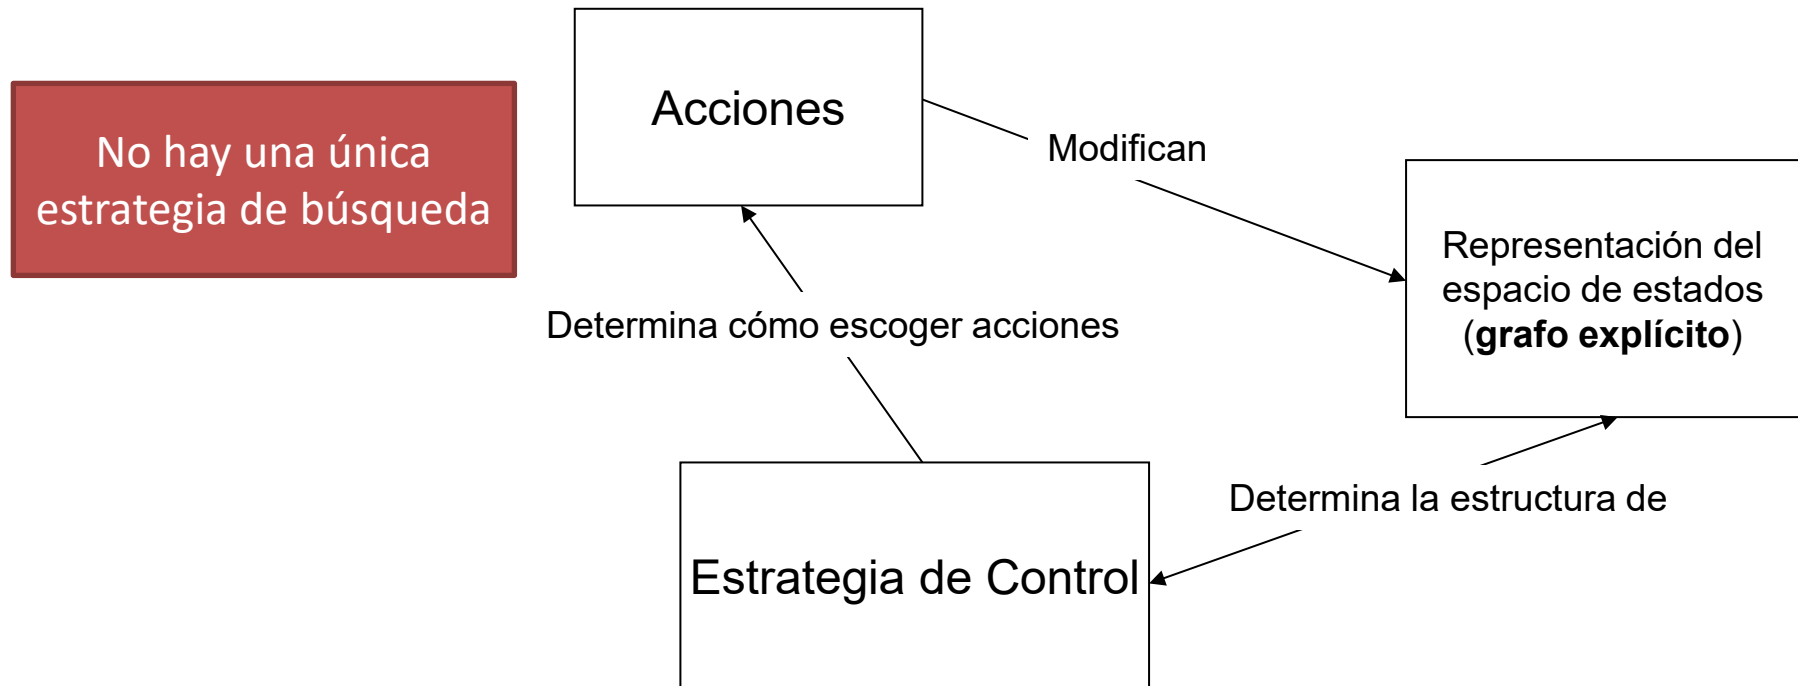 No hay una única
estrategia de búsqueda
Acciones
Modifican
Representación del
espacio de estados
(grafo explícito)
Determina cómo escoger acciones
Determina la estructura de
Estrategia de Control